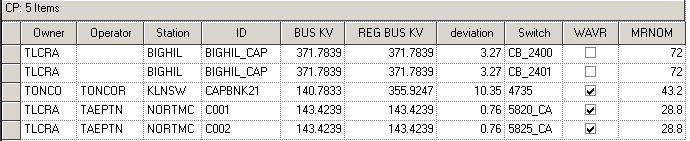 CP: 5 Items
Owner Operator Station ID BUS KV REG BUS KV deviation Switch WAVR MRNOM
TLCRA BIGHIL BIGHIL_CAP 371.7839 371.7839 3.27 CB_2400 72
TLCRA BIGHIL BIGHIL_CAP 371.7839 371.7839 3.27 CB_2401 72
TONCO TONCOR KLNSW CAPBNK21 140.7833 355.9247 10.35 4735 43.2
TLCRA TAEPTN NORTMC C001 143.4239 143.4239 0.76 5820_CA 28.8
TLCRA TAEPTN NORTMC C002 143.4239 143.4239 0.76 5825_CA 28.8